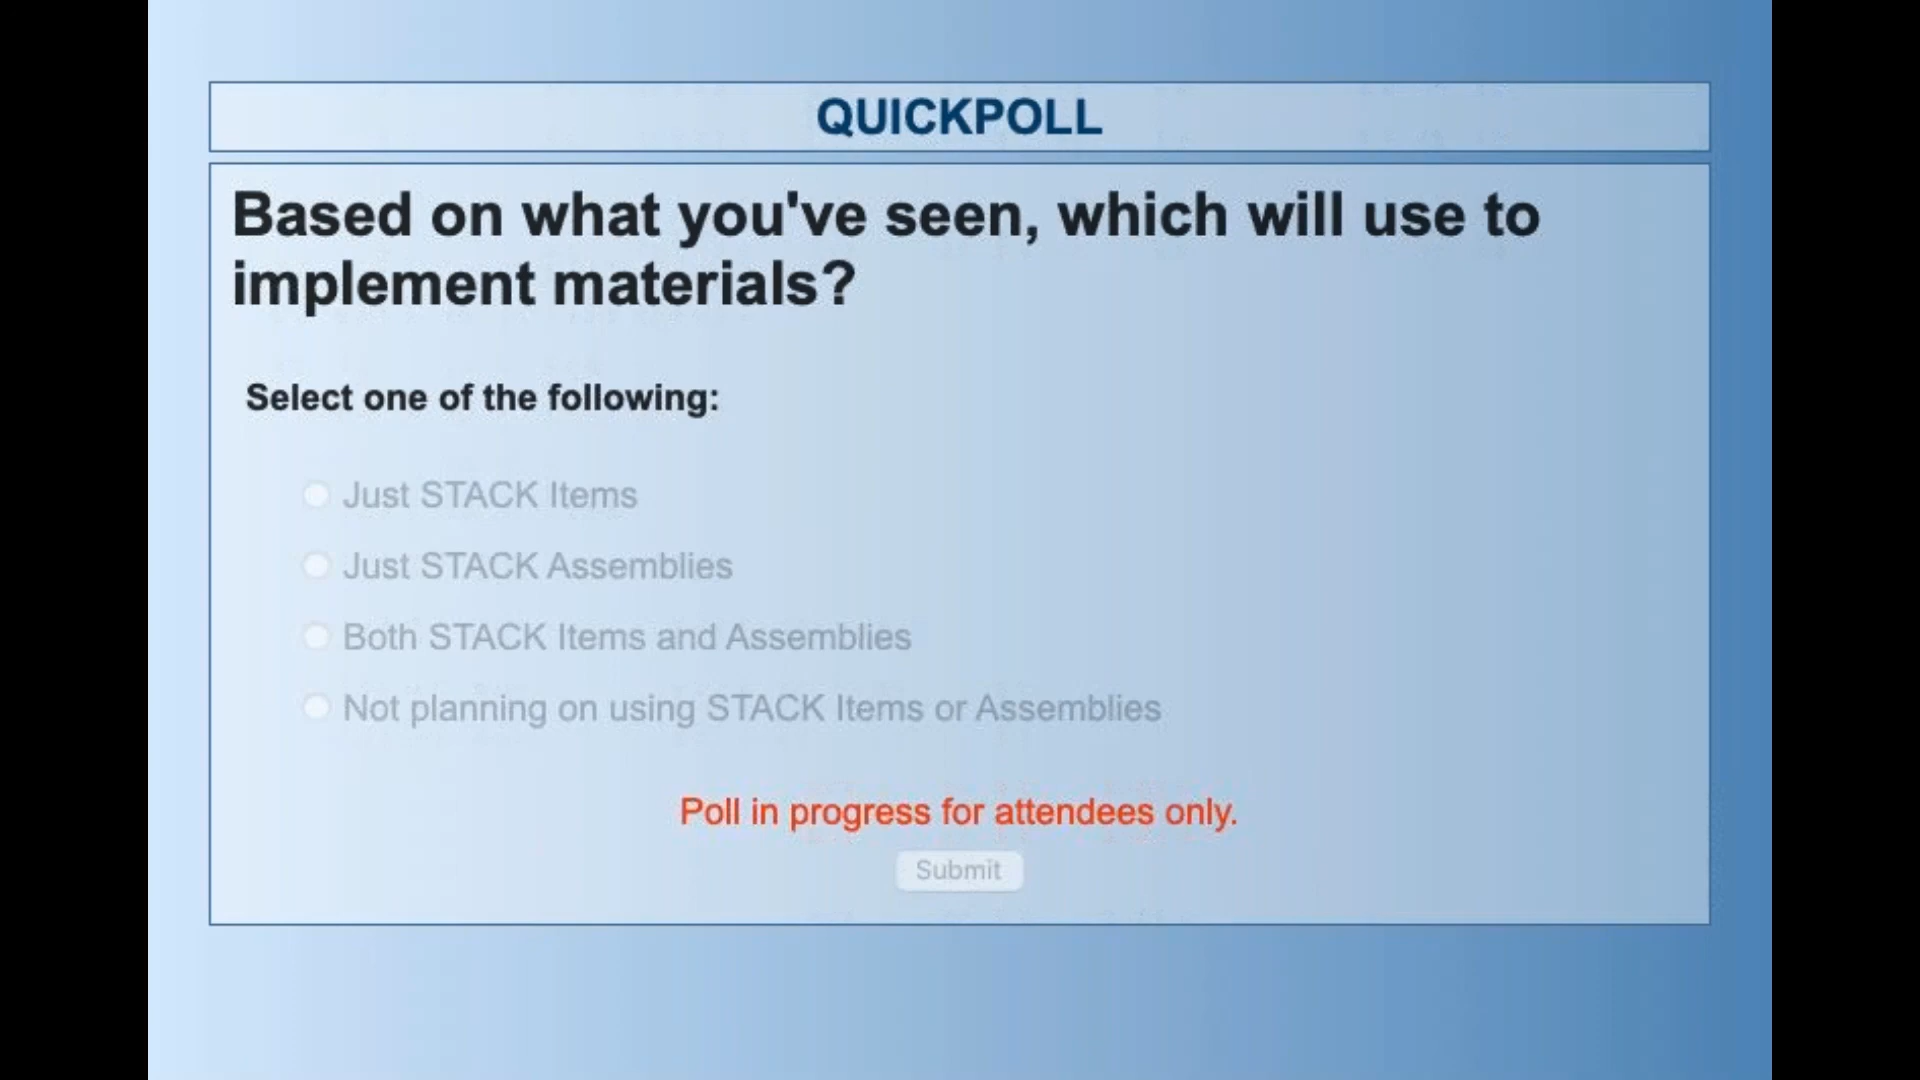 QUICKPOLL
Based on what you've seen, which will use to
implement materials?
Select one of the following:
Just STACK Items
Just STACK Assemblies
Both STACK Items and Assemblies
Not planning on using STACK Items or Assemblies
Poll in progress for attendees only.
Submit